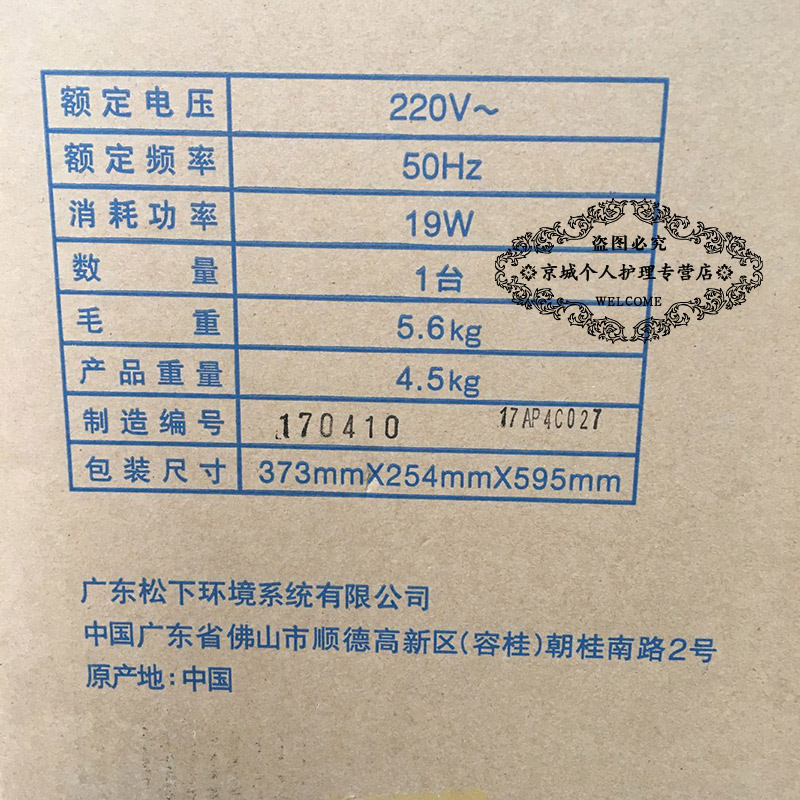 额定电压 220V～
额定频率 50Hz
消耗功率 19W
数量 1台
毛重 5.6kg
产品重量 4.5kg
制造编号 170410 17AP4C027
包装尺寸 373mmX254mmX595mm
盗图必究
京城个人护理专营店
WELCOME
广东松下环境系统有限公司
中国广东省佛山市顺德高新区(容桂)朝桂南路2号
原产地:中国